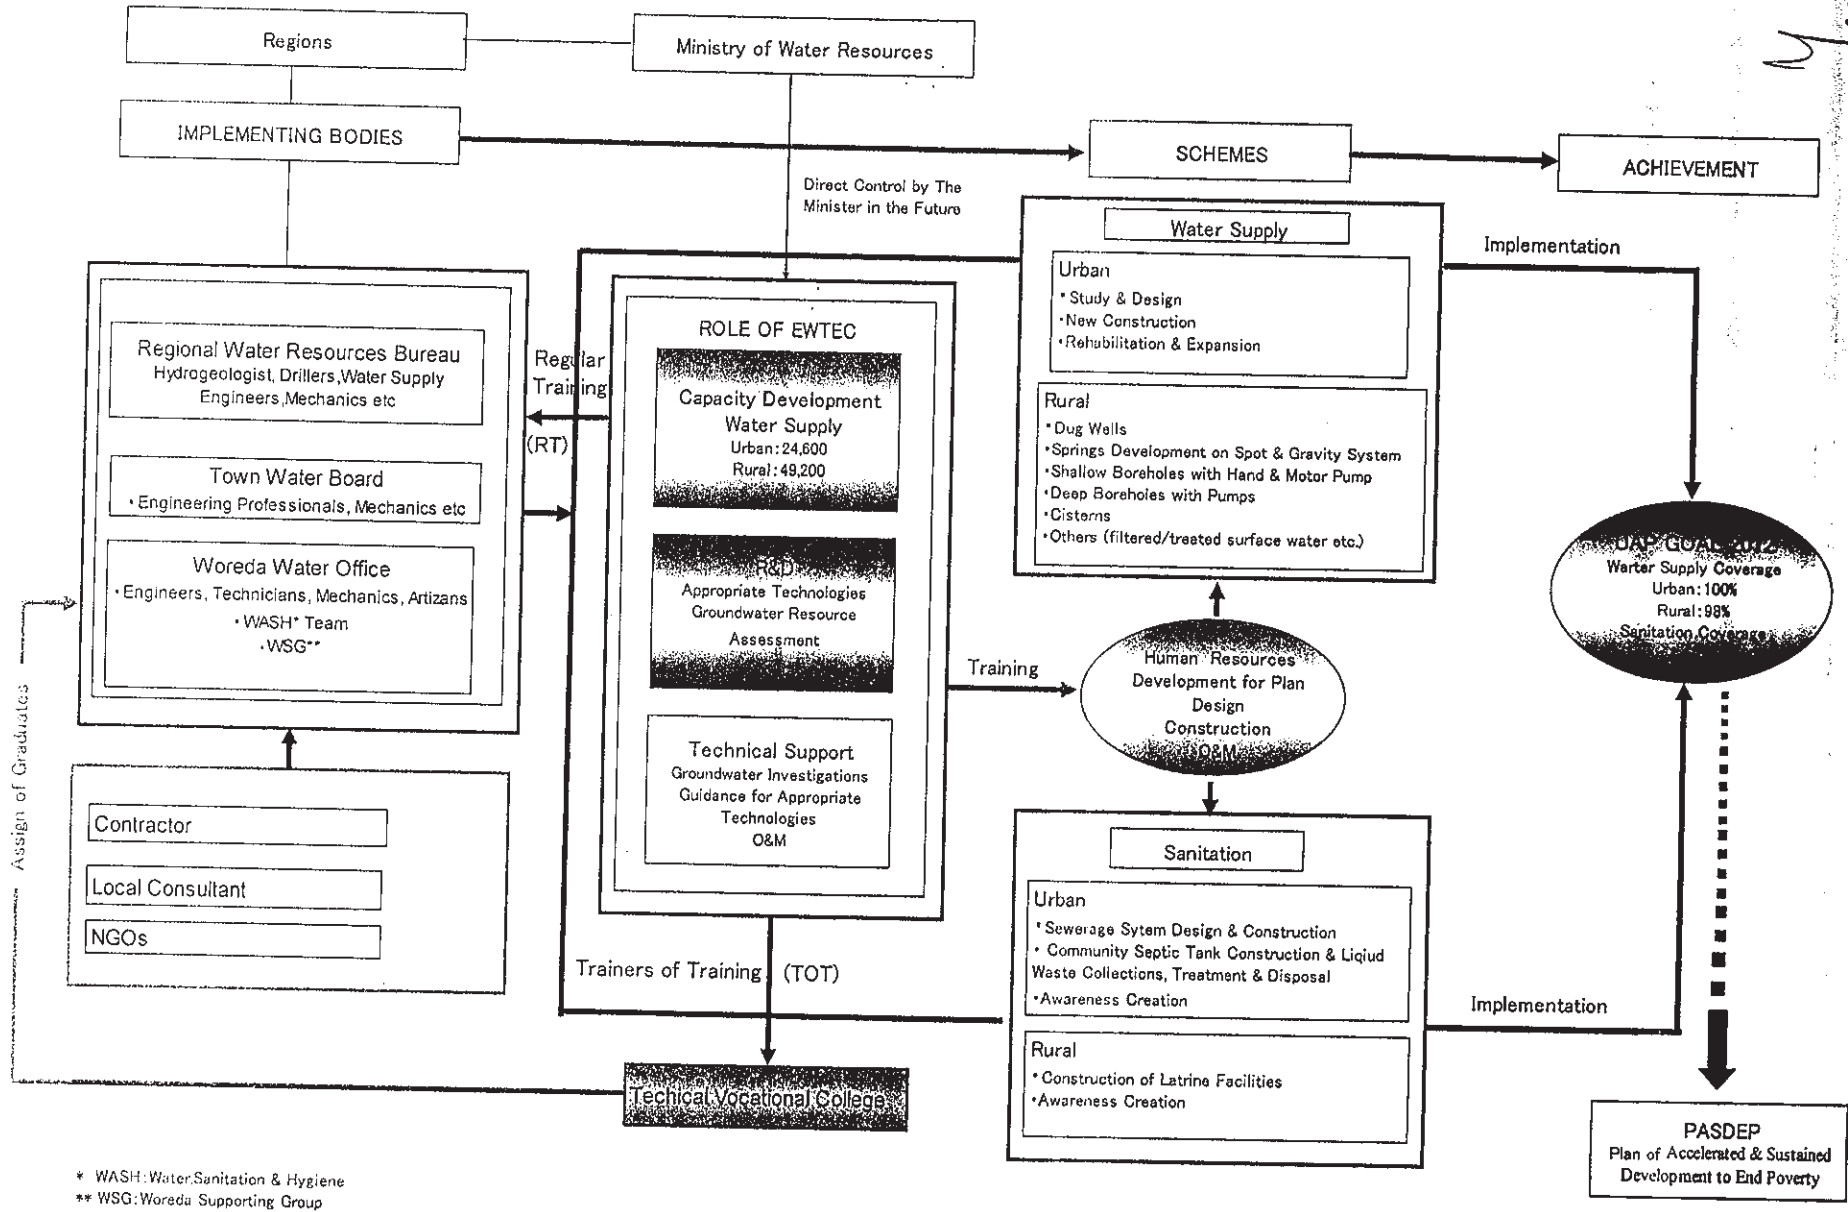 Regions
Ministry of Water Resources
IMPLEMENTING BODIES
SCHEMES
ACHIEVEMENT
Direct Control by The
Minister in the Future
Regional Water Resources Bureau
Hydrogeologist, Drillers,Water Supply
Engineers,Mechanics etc
Town Water Board
・Engineering Professionals, Mechanics etc
Woreda Water Office
・Engineers, Technicians, Mechanics, Artizans
・WASH* Team
・WSG**
Contractor
Local Consultant
NGOs
Assign of Graduates
Regular
Training
(RT)
ROLE OF EWTEC
Capacity Development
Water Supply
Urban:24,600
Rural:49,200
R&D
Appropriate Technologies
Groundwater Resource
Assessment
Technical Support
Groundwater Investigations
Guidance for Appropriate
Technologies
O&M
Trainers of Training (TOT)
Techical.Vocational College
Training
Human Resources
Development for Plan
Design
Construction
O&M
Water Supply
Urban
・Study & Design
・New Construction
・Rehabilitation & Expansion
Rural
・Dug Wells
・Springs Development on Spot & Gravity System
・Shallow Boreholes with Hand & Motor Pump
・Deep Boreholes with Pumps
・Cisterns
・Others (filtered/treated surface water etc.)
Sanitation
Urban
・Sewerage Sytem Design & Construction
・ Community Septic Tank Construction & Liqiud
Waste Collections, Treatment & Disposal
・Awareness Creation
Rural
・Construction of Latrine Facilities
・Awareness Creation
Implementation
Implementation
UAP GOAL 2012
Warter Supply Coverage
Urban:100%
Rural:98%
Sanitation Coverage
PASDEP
Plan of Accelerated & Sustained
Development to End Poverty
* WASH:Water,Sanitation & Hygiene
** WSG:Woreda Supporting Group